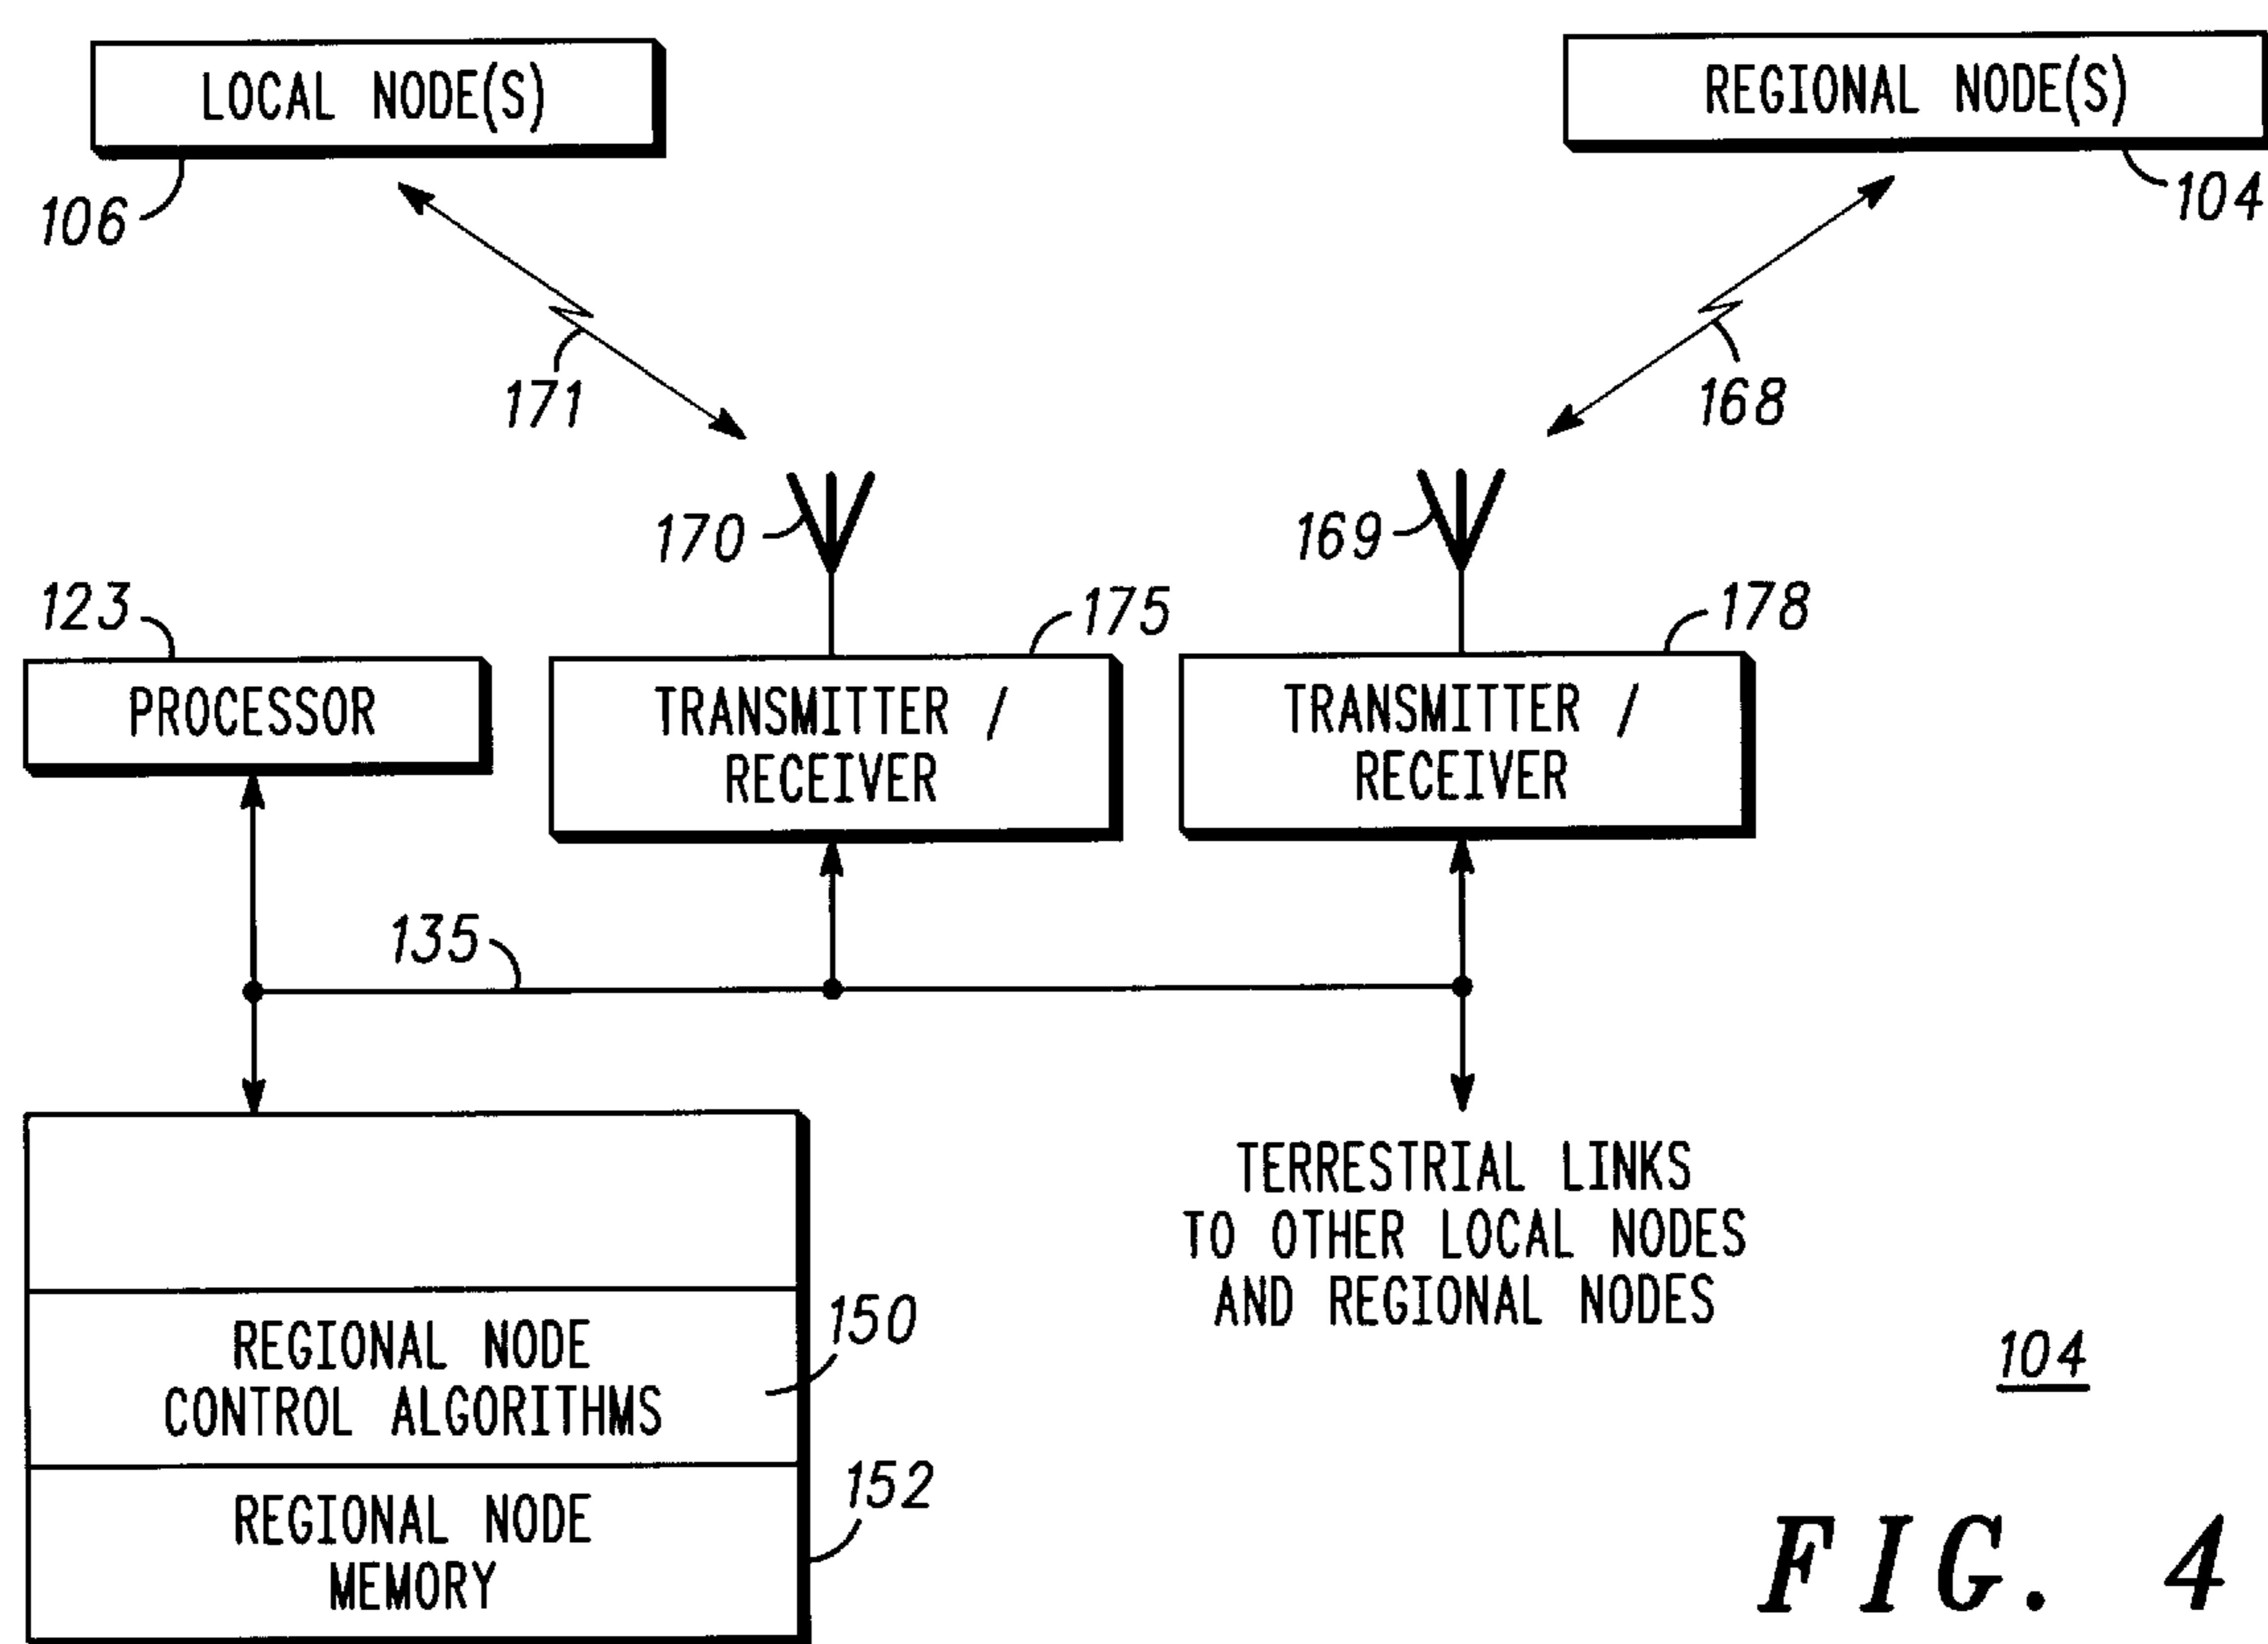 LOCAL NODE(S)
REGIONAL NODE(S)
106
104
171
168
170
169
123
175
178
PROCESSOR
TRANSMITTER /
RECEIVER
TRANSMITTER /
RECEIVER
135
TERRESTRIAL LINKS
TO OTHER LOCAL NODES
AND REGIONAL NODES
REGIONAL NODE
CONTROL ALGORITHMS
150
104
REGIONAL NODE
MEMORY
152
FIG. 4